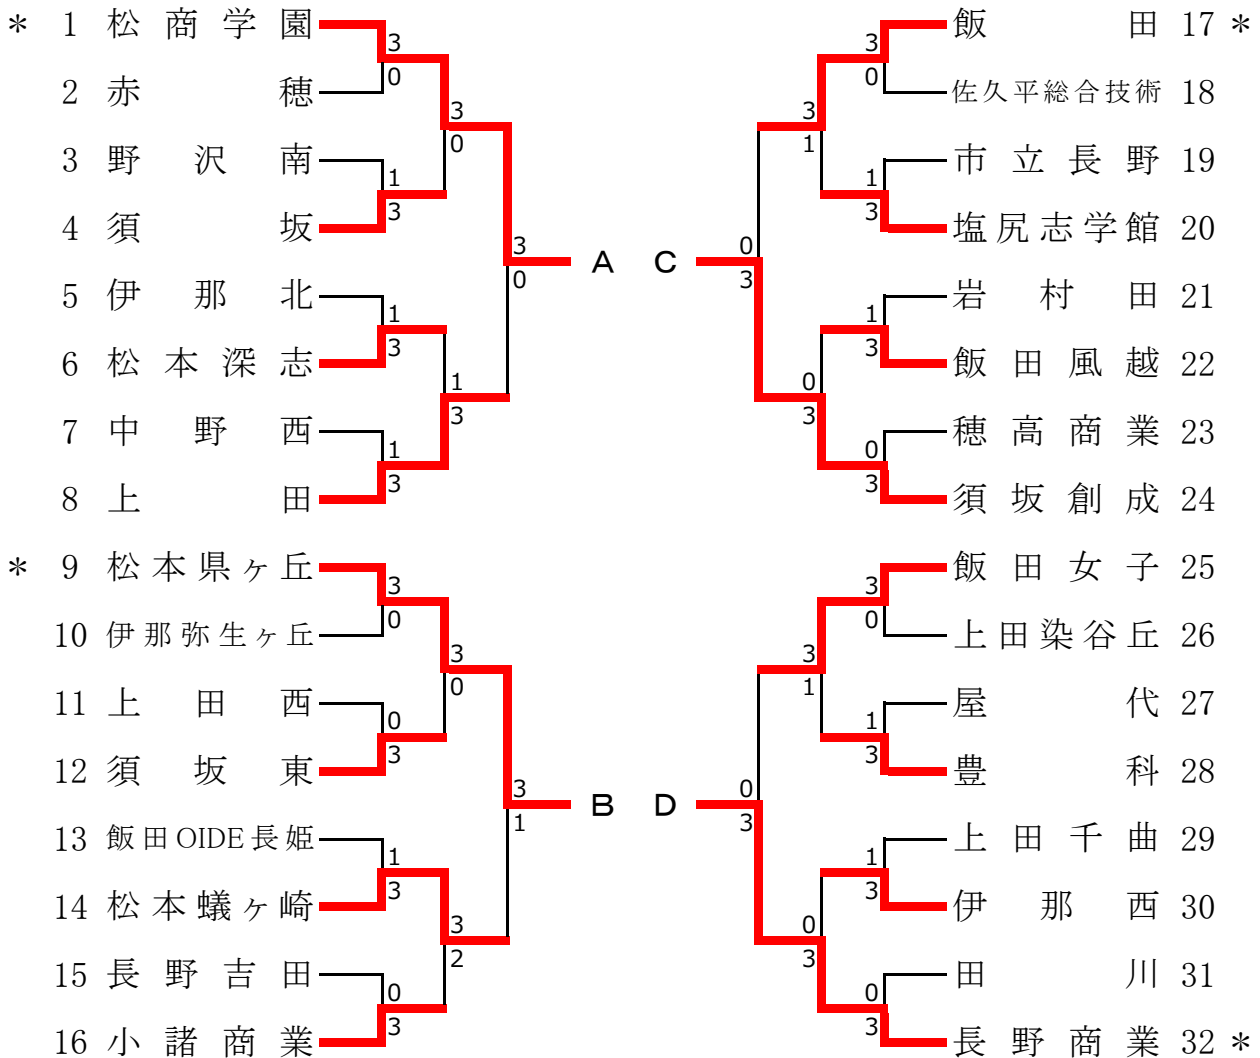 * 1 松商学園
3
0
2 赤穂
3
0
3 野沢南
1
3
4 須坂
3
0
A
5 伊那北
1
3
6 松本深志
1
3
7 中野西
1
3
8 上田
* 9 松本県ヶ丘
3
0
10 伊那弥生ヶ丘
3
0
11 上田西
0
3
12 須坂東
3
1
B
13 飯田OIDE長姫
1
3
14 松本蟻ヶ崎
3
2
15 長野吉田
0
3
16 小諸商業
飯田 17 *
3
0
佐久平総合技術 18
3
1
市立長野 19
1
3
塩尻志学館 20
0
3
C
岩村田 21
1
3
飯田風越 22
0
3
穂高商業 23
0
3
須坂創成 24
飯田女子 25
3
0
上田染谷丘 26
3
1
屋代 27
1
3
豊科 28
0
3
D
上田千曲 29
1
3
伊那西 30
0
3
田川 31
0
3
長野商業 32 *